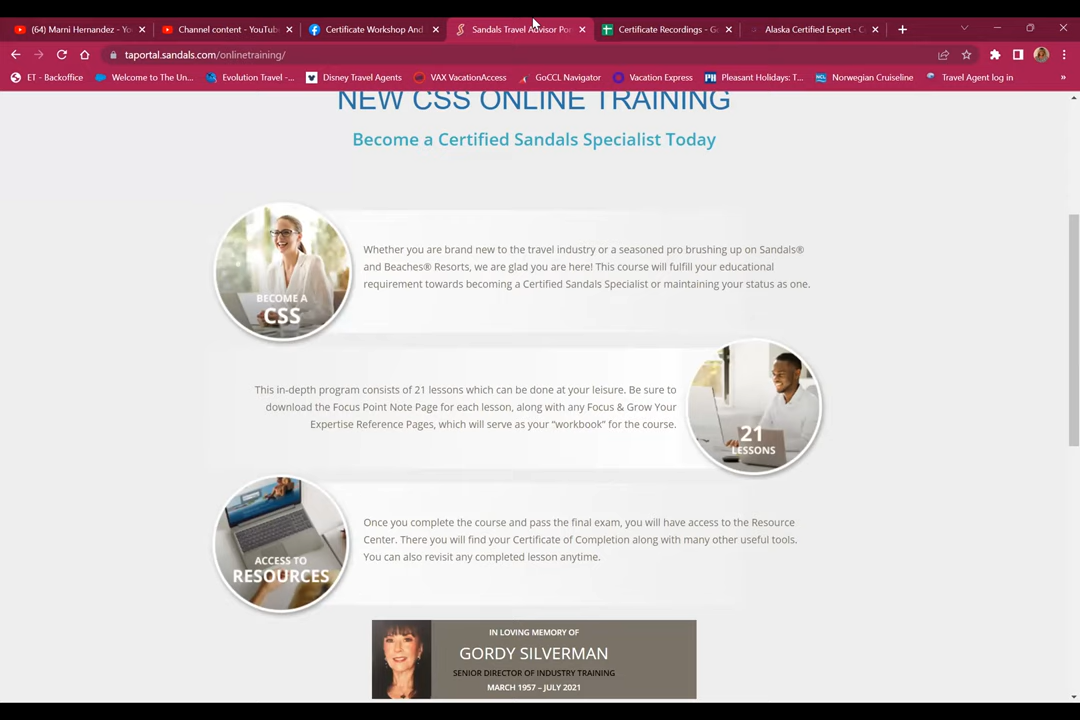 (64) Marni Hernandez - Yo
Channel content - YouTube
Certificate Workshop And
Sandals Travel Advisor Por
Certificate Recordings - Go
Alaska Certified Expert - C
taportal.sandals.com/onlinetraining/
ET - Backoffice
Welcome to The Un...
Evolution Travel -...
Disney Travel Agents
VAX VacationAccess
GoCCL Navigator
Vacation Express
Pleasant Holidays: T...
Norwegian Cruiseline
Travel Agent log in
»
NEW CSS ONLINE TRAINING
Become a Certified Sandals Specialist Today
BECOME A
CSS
Whether you are brand new to the travel industry or a seasoned pro brushing up on Sandals®
and Beaches® Resorts, we are glad you are here! This course will fulfill your educational
requirement towards becoming a Certified Sandals Specialist or maintaining your status as one.
This in-depth program consists of 21 lessons which can be done at your leisure. Be sure to
download the Focus Point Note Page for each lesson, along with any Focus & Grow Your
Expertise Reference Pages, which will serve as your “workbook” for the course.
21
LESSONS
ACCESS TO
RESOURCES
Once you complete the course and pass the final exam, you will have access to the Resource
Center. There you will find your Certificate of Completion along with many other useful tools.
You can also revisit any completed lesson anytime.
IN LOVING MEMORY OF
GORDY SILVERMAN
SENIOR DIRECTOR OF INDUSTRY TRAINING
MARCH 1957 – JULY 2021